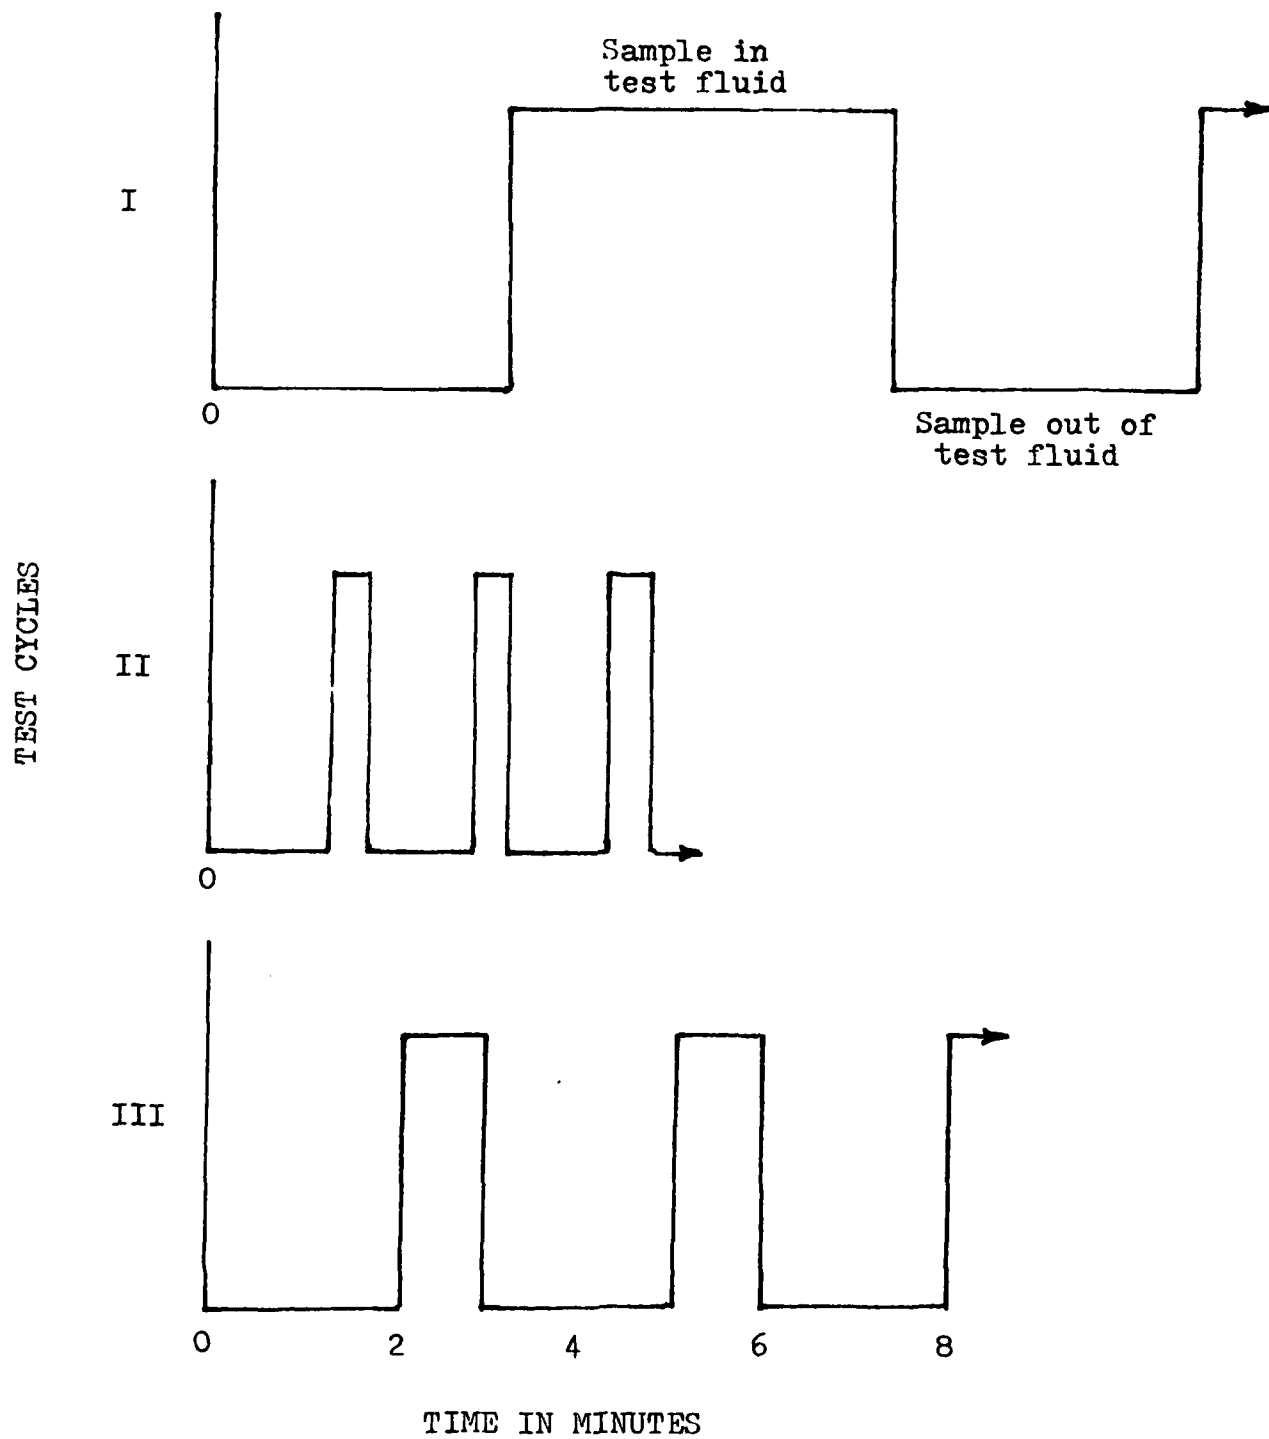 Sample in
test fluid
I
0
Sample out of
test fluid
TEST CYCLES
II
0
III
0 2 4 6 8
TIME IN MINUTES